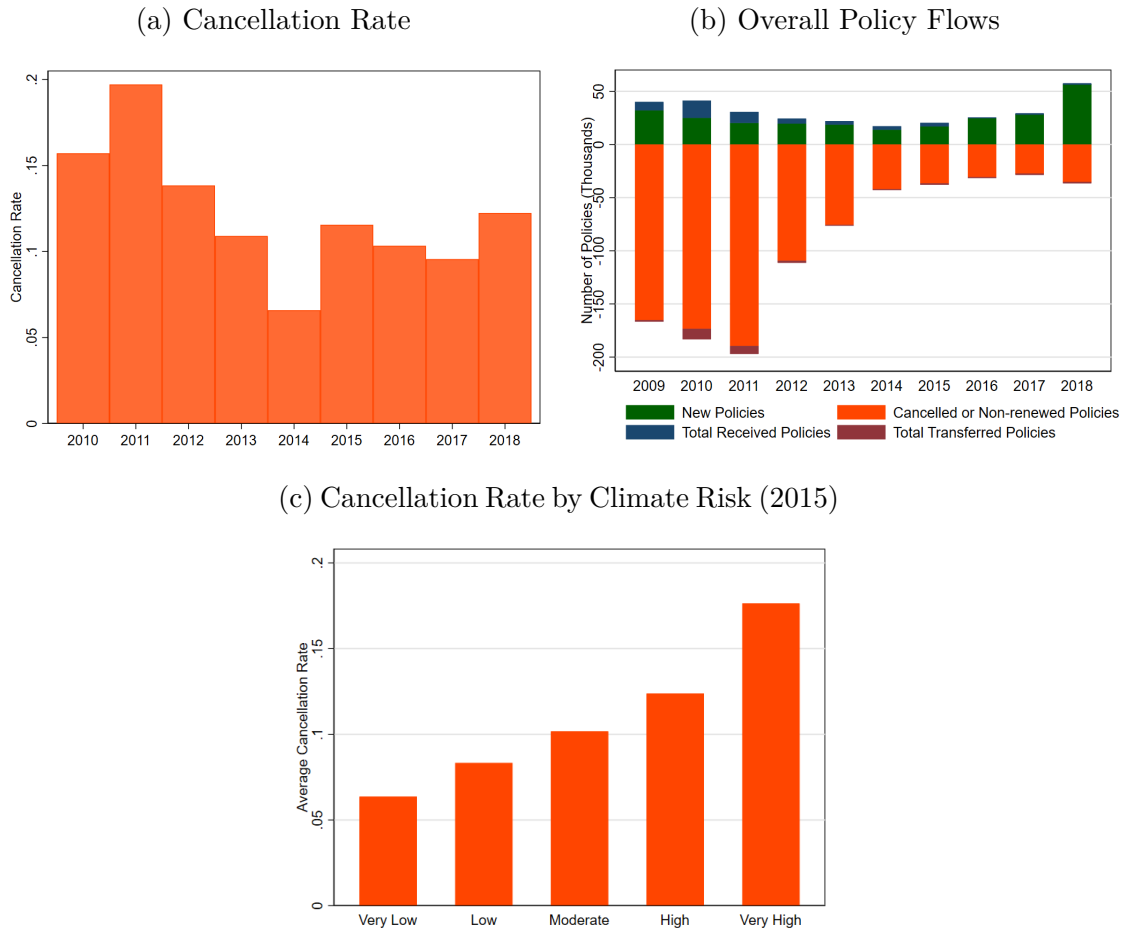 (a) Cancellation Rate
Cancellation Rate
.2
.15
.1
.05
0
2010 2011 2012 2013 2014 2015 2016 2017 2018
(b) Overall Policy Flows
Number of Policies (Thousands)
50
0
-50
-100
-150
-200
2009 2010 2011 2012 2013 2014 2015 2016 2017 2018
New Policies Cancelled or Non-renewed Policies
Total Received Policies Total Transferred Policies
(c) Cancellation Rate by Climate Risk (2015)
Average Cancellation Rate
.2
.15
.1
.05
0
Very Low Low Moderate High Very High